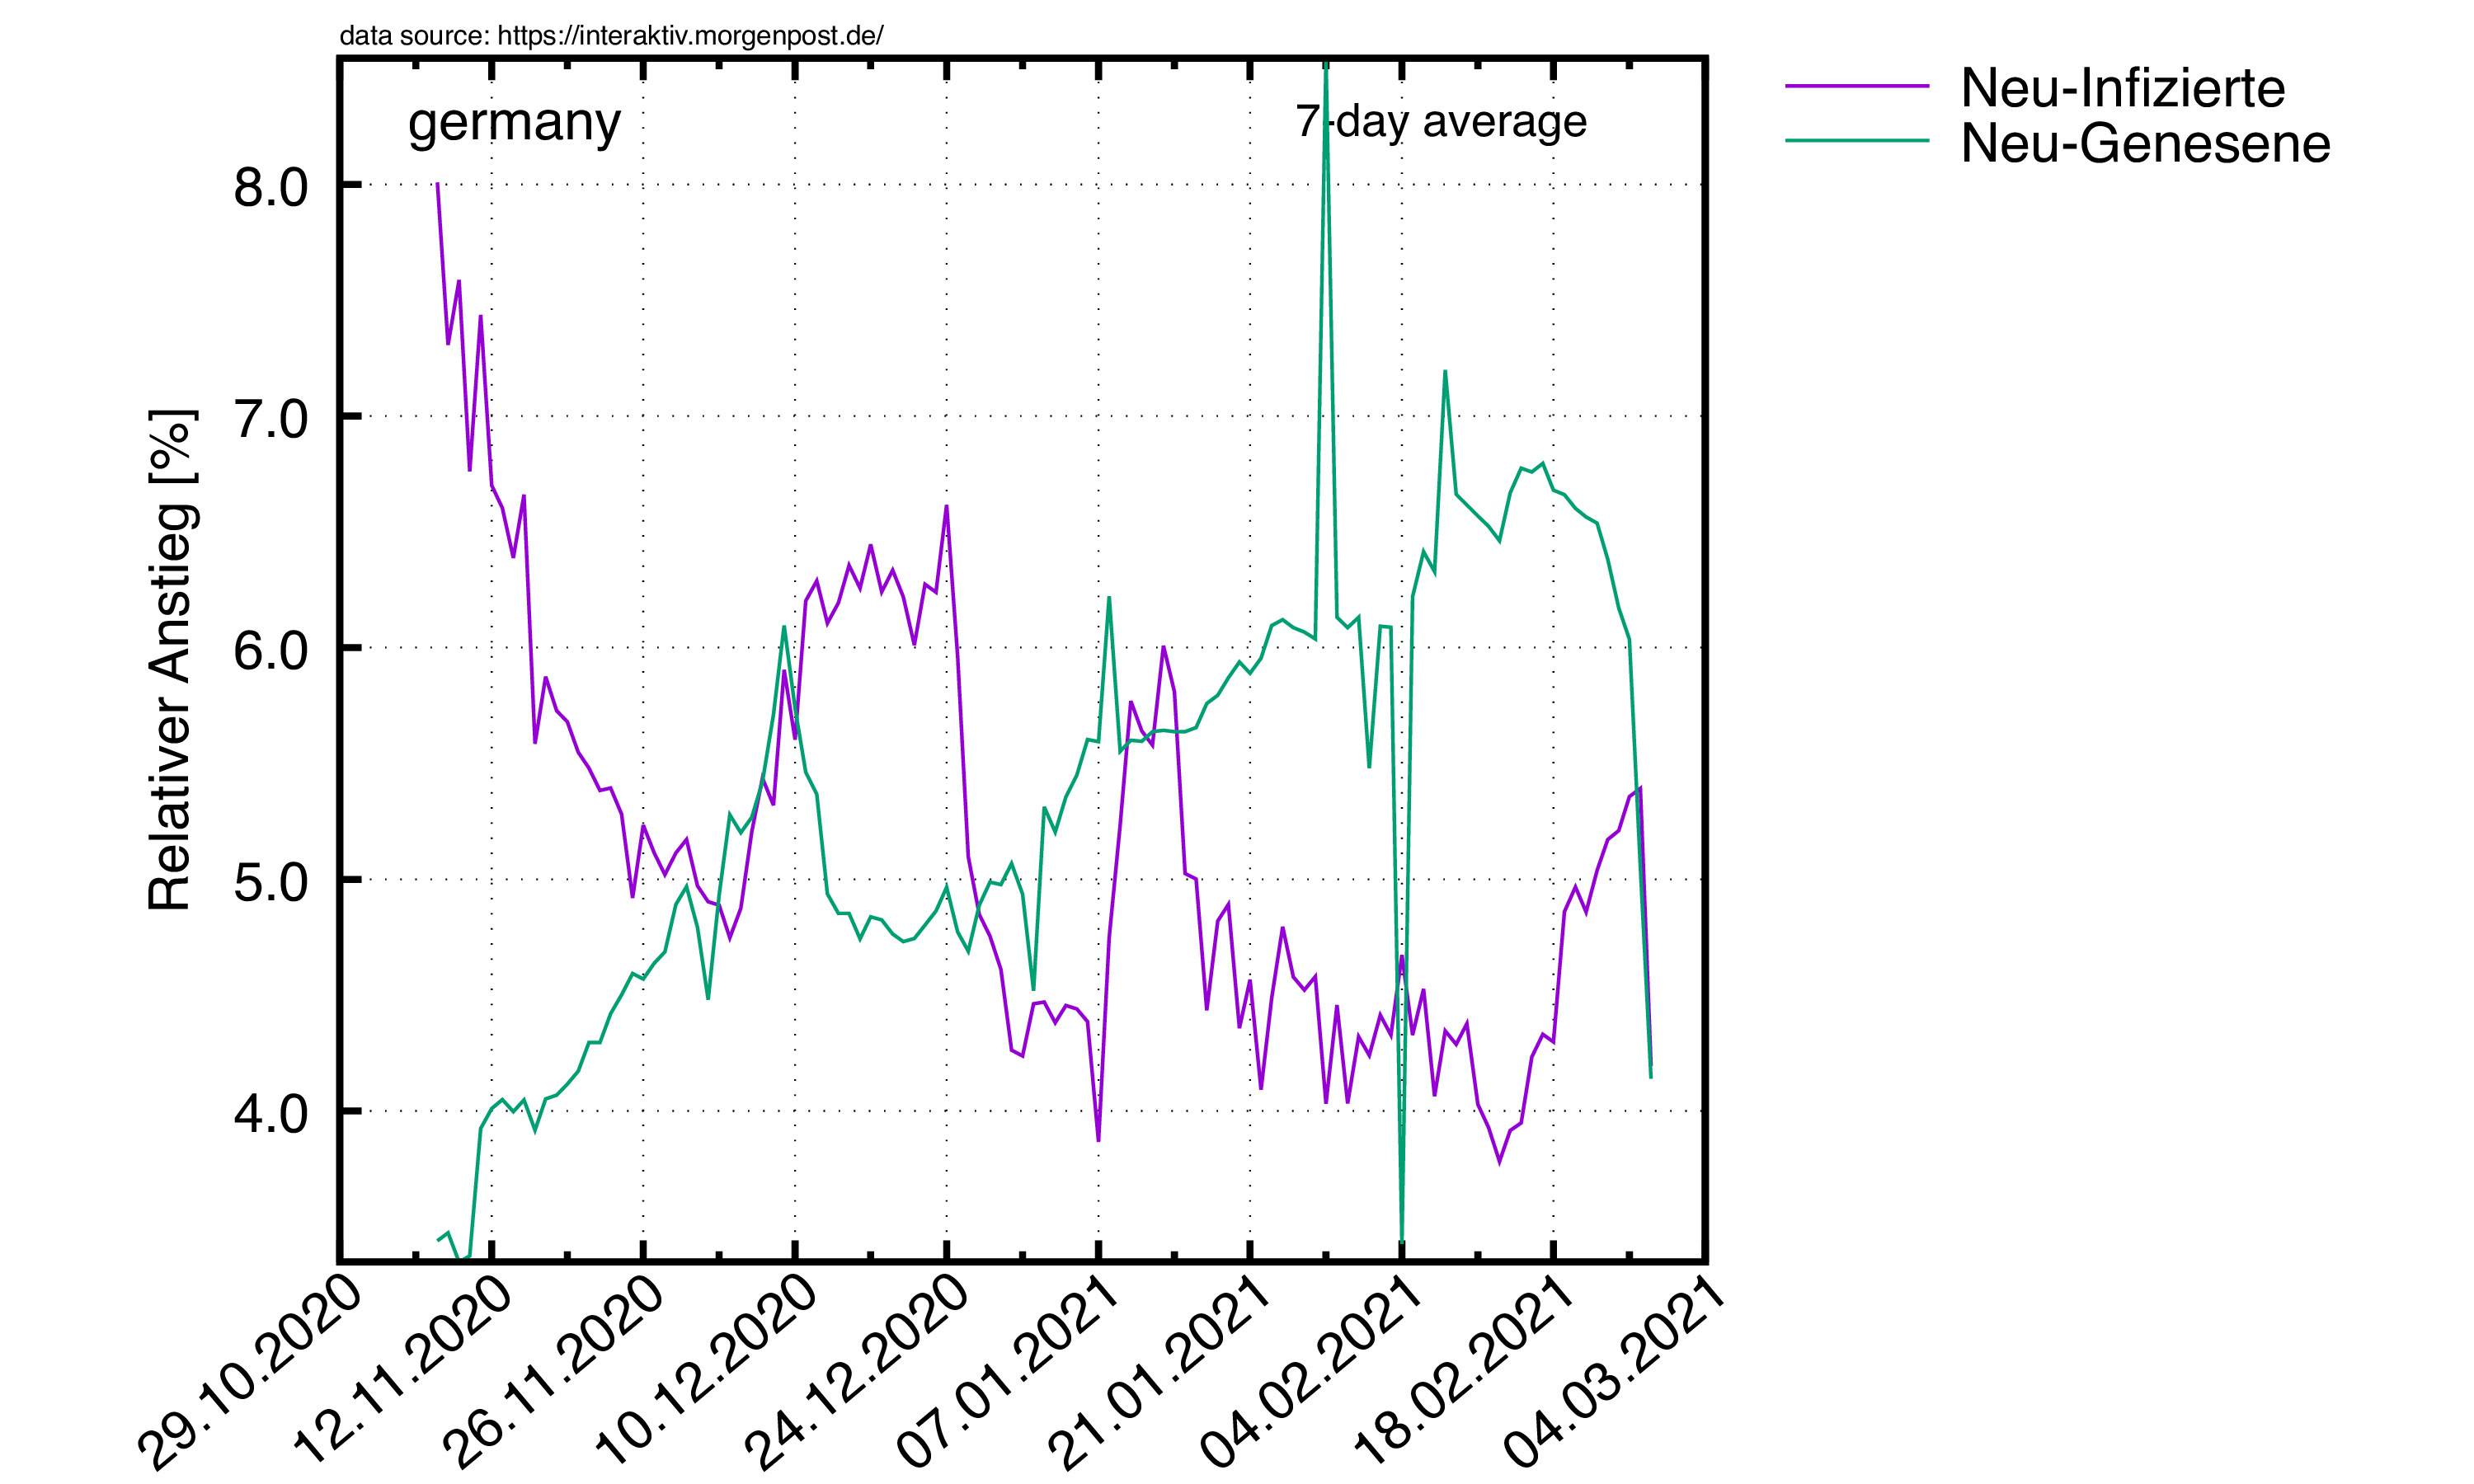 data source: https://interaktiv.morgenpost.de/
germany
7-day average
Neu-Infizierte
Neu-Genesene
Relativer Anstieg [%]
8.0
7.0
6.0
5.0
4.0
29.10.2020
12.11.2020
26.11.2020
10.12.2020
24.12.2020
07.01.2021
21.01.2021
04.02.2021
18.02.2021
04.03.2021